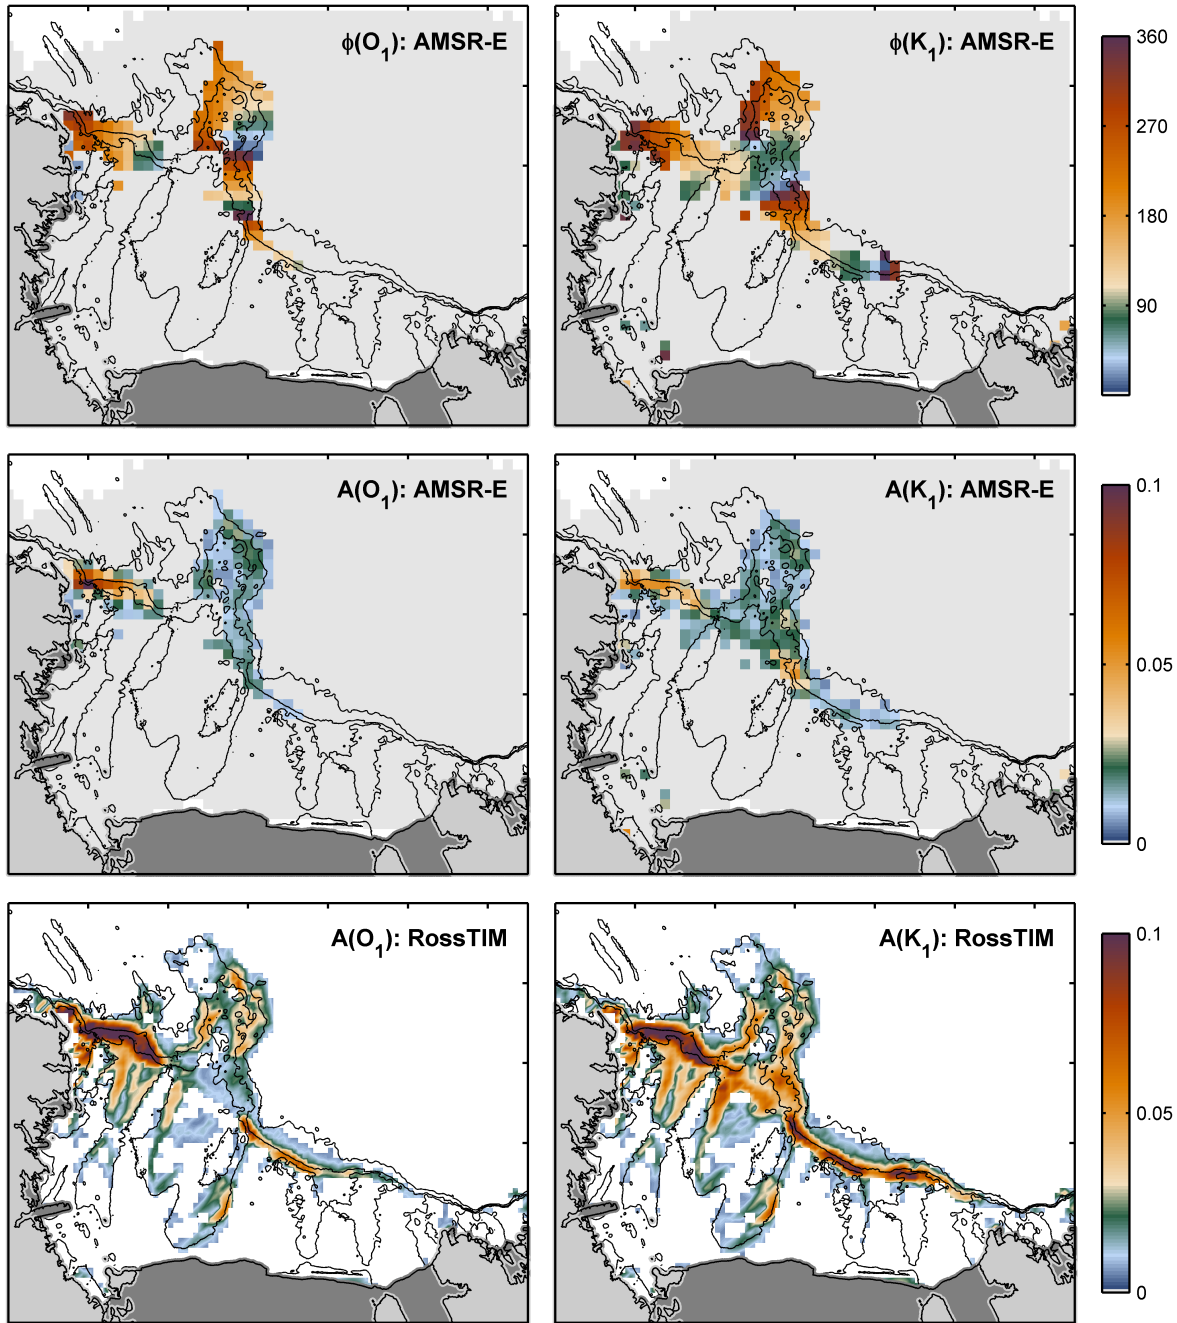 ϕ(O₁): AMSR-E
ϕ(K₁): AMSR-E
360
270
180
90
A(O₁): AMSR-E
A(K₁): AMSR-E
0.1
0.05
0
A(O₁): RossTIM
A(K₁): RossTIM
0.1
0.05
0